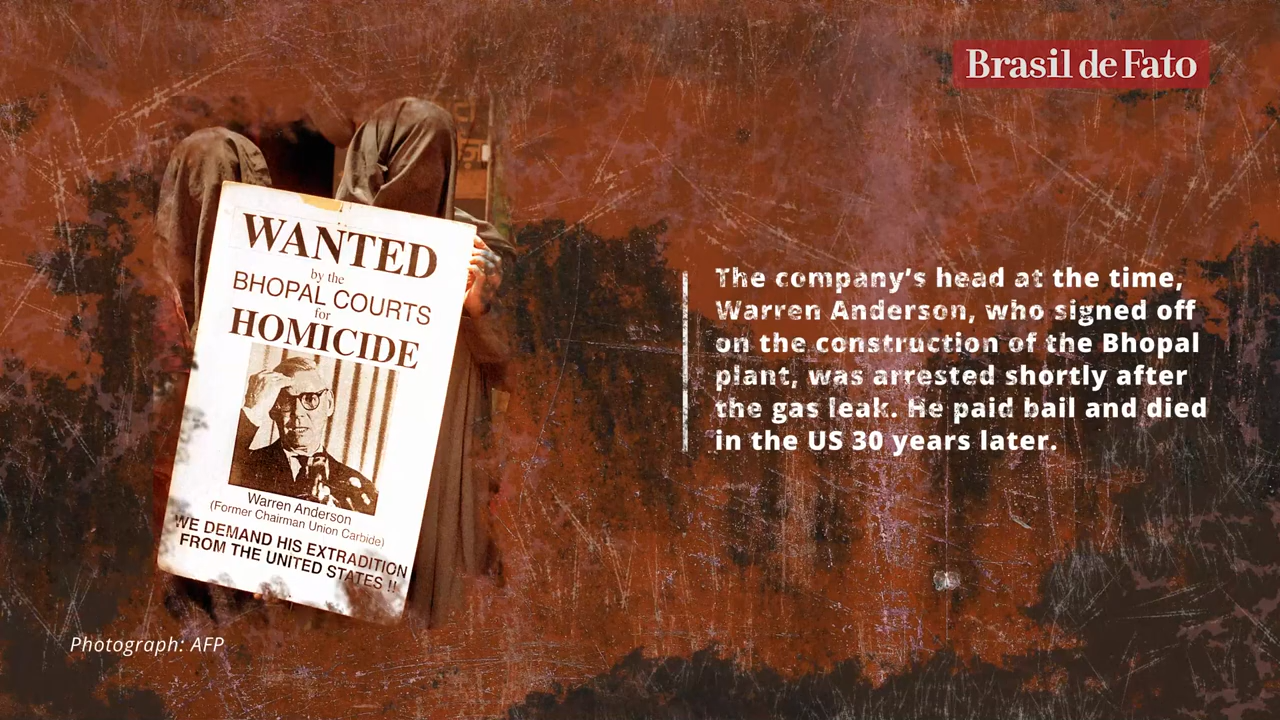 Brasil de Fato
WANTED
by the
BHOPAL COURTS
for
HOMICIDE
Warren Anderson
(Former Chairman Union Carbide)
WE DEMAND HIS EXTRADITION
FROM THE UNITED STATES !!
The company’s head at the time,
Warren Anderson, who signed off
on the construction of the Bhopal
plant, was arrested shortly after
the gas leak. He paid bail and died
in the US 30 years later.
Photograph: AFP